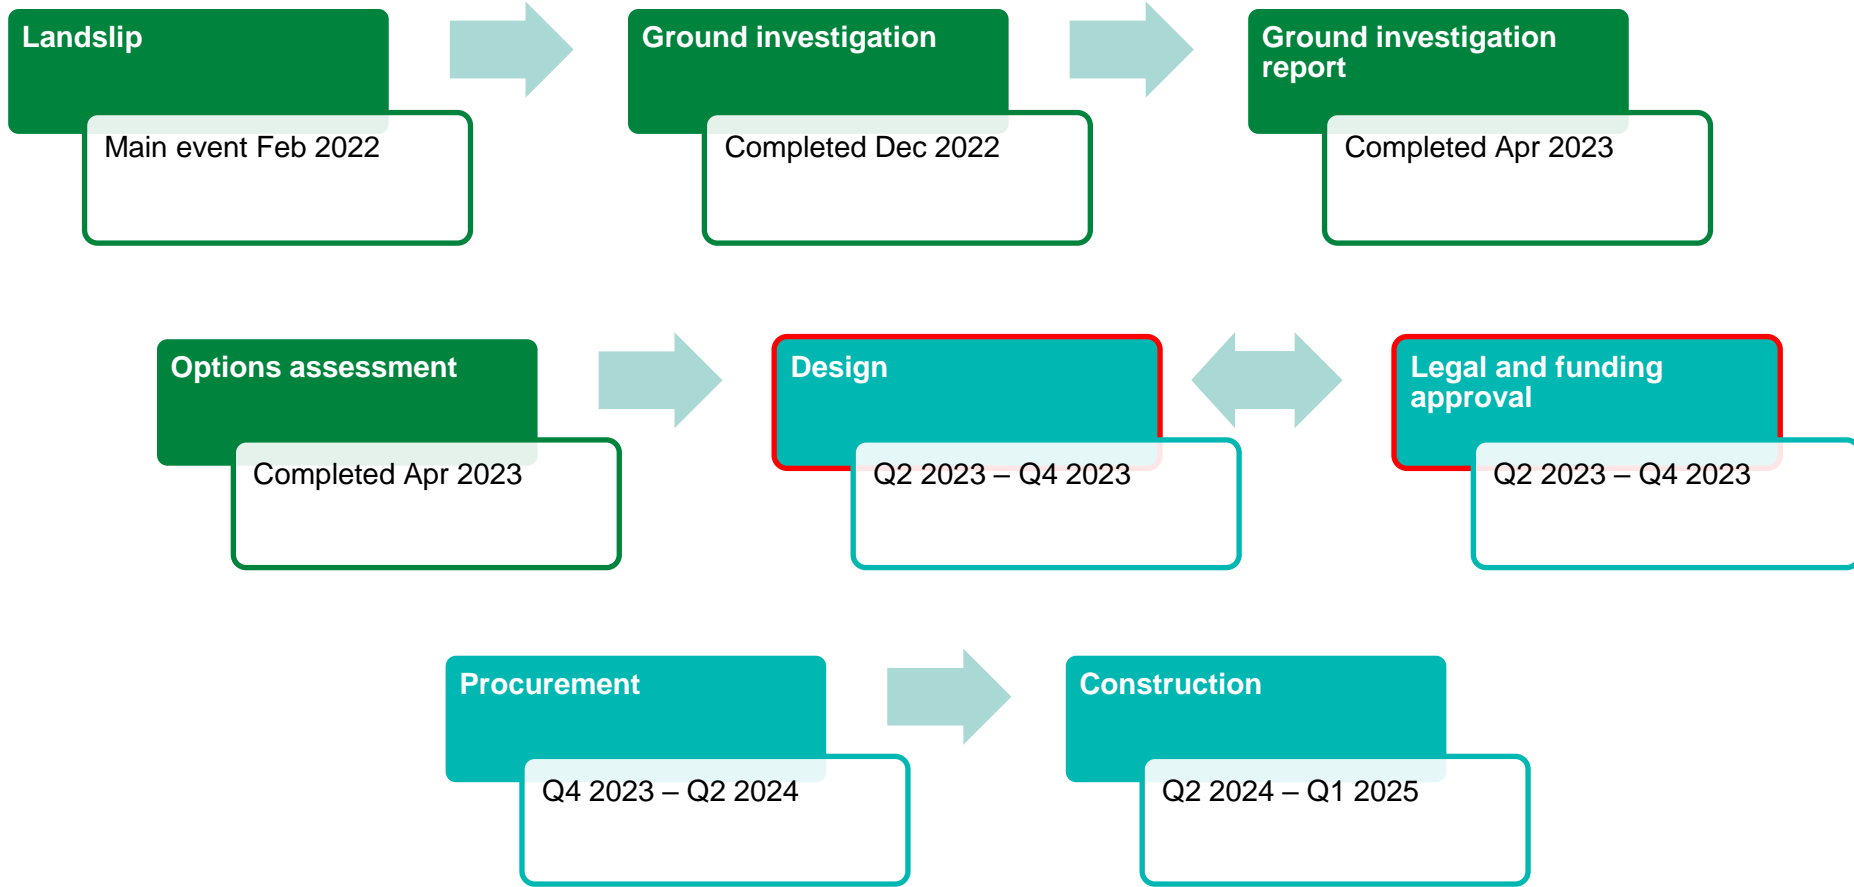 Landslip
Main event Feb 2022
Ground investigation
Completed Dec 2022
Ground investigation
report
Completed Apr 2023
Options assessment
Completed Apr 2023
Design
Q2 2023 – Q4 2023
Legal and funding
approval
Q2 2023 – Q4 2023
Procurement
Q4 2023 – Q2 2024
Construction
Q2 2024 – Q1 2025